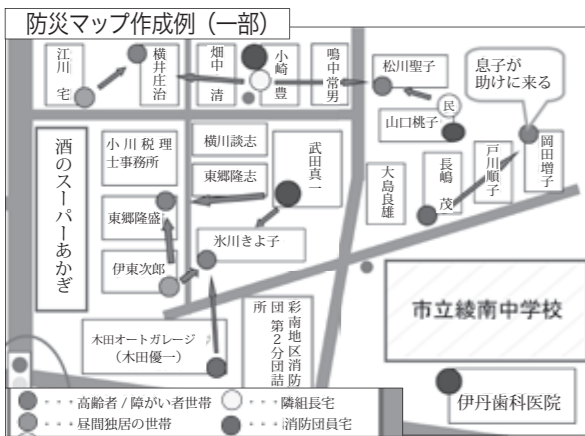 防災マップ作成例（一部）
江川　宅
横井庄治
畑中　清
小崎　豊
鳴中常男
松川聖子
息子が
助けに来る
民
山口桃子
岡田増子
戸川順子
長嶋　茂
大島良雄
酒のスーパーあかぎ
小川税理
士事務所
横川談志
東郷隆志
武田真一
東郷隆盛
氷川きよ子
伊東次郎
木田オートガレージ
（木田優一）
彩南地区消防
団　第２分団詰
所
市立綾南中学校
伊丹歯科医院
・・・高齢者/障がい者世帯
・・・隣組長宅
・・・昼間独居の世帯
・・・消防団員宅